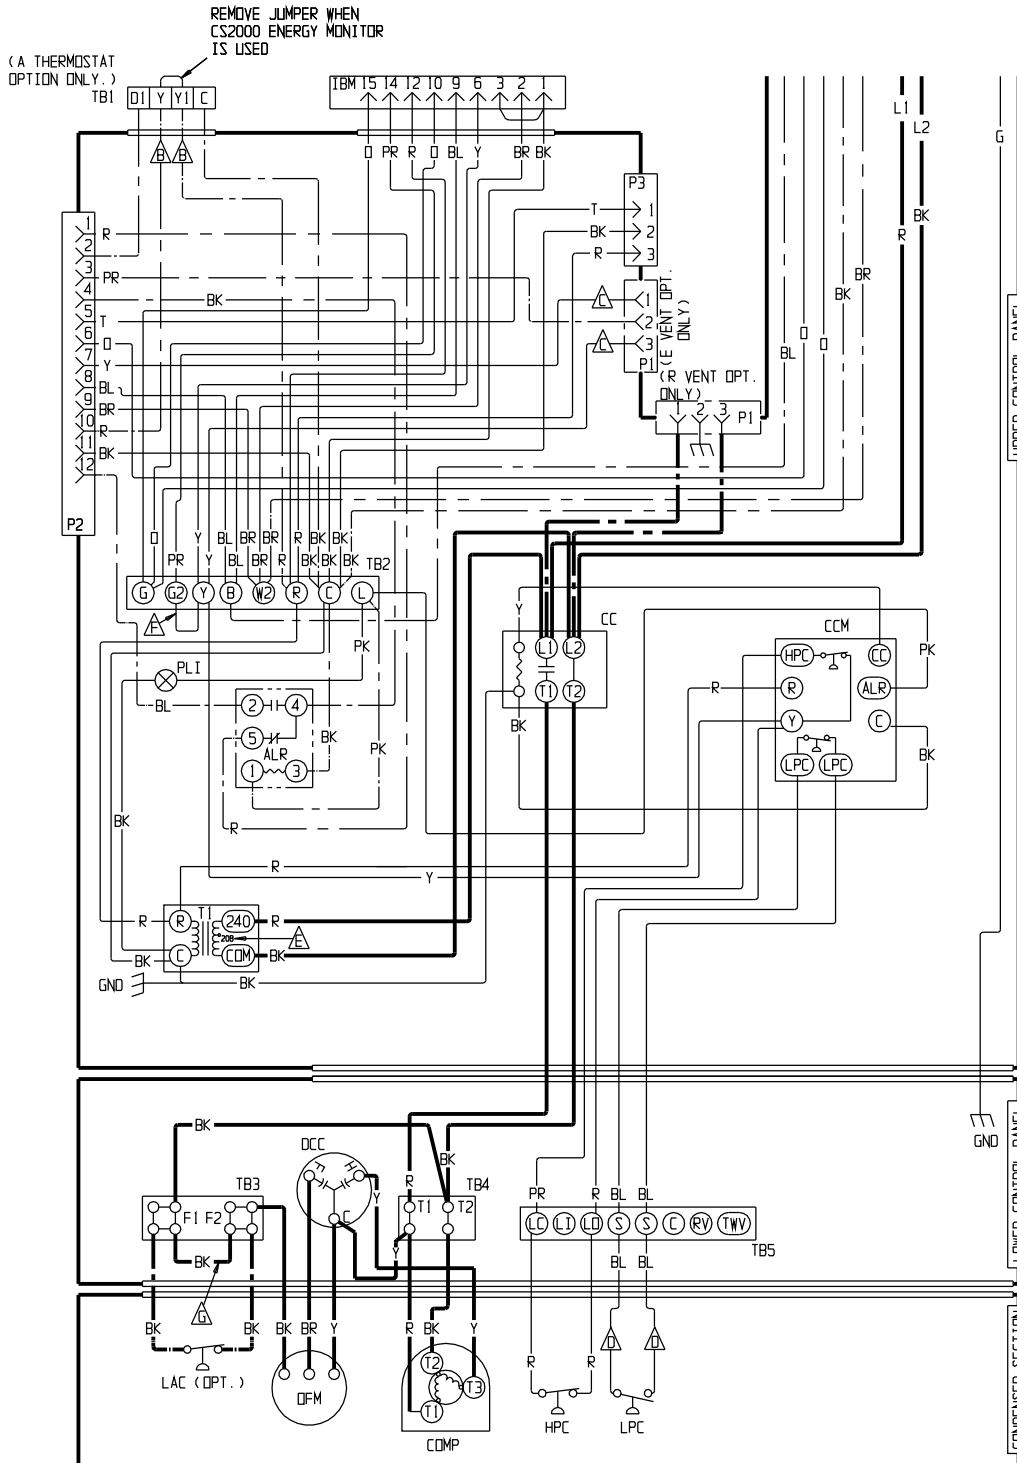 REMOVE JUMPER WHEN
CS2000 ENERGY MONITOR
IS USED
(A THERMOSTAT
OPTION ONLY.)
TB1
D1 Y Y1 C
IBM 15 14 12 10 9 6 3 2 1
L1
L2
B B
O PR R O BL Y BR BK
G
P3
1
2
3
T
BK
R
BK
R
1
2
3
4
5
6
7
8
9
10
11
12
R
PR
BK
T
O
Y
BL
BR
R
BK
P2
C
C
1
2
3
P1
(E VENT OPT.
ONLY)
(R VENT OPT.
ONLY)
1 2 3 P1
BR
BK
O
O
BL
UPPER CONTROL PANEL
O PR Y Y BL BL BR BR R R BK BK BK BK
TB2
G G2 Y B W2 R C L
F
PLI
PK
BL
2 4
5
ALR
1 3
BK
PK
R
BK
Y
CC
L1 L2
T1 T2
BK
CCM
HPC CC
R ALR
Y C
LPC LPC
PK
BK
R
R
Y
T1
R 240
208
C COM
R
BK
R
BK
E
GND
BK
GND
LOWER CONTROL PANEL
BK
DCC
BK
R
Y
C
TB3
F1 F2
TB4
T1 T2
Y
BK
G
PR R BL BL
LC LI LO S S C RV TWV
TB5
BL BL
BK BK BK BR Y R BK Y
LAC (OPT.)
OFM
T2
T3
T1
COMP
D D
R R
HPC
LPC
CONDENSER SECTION